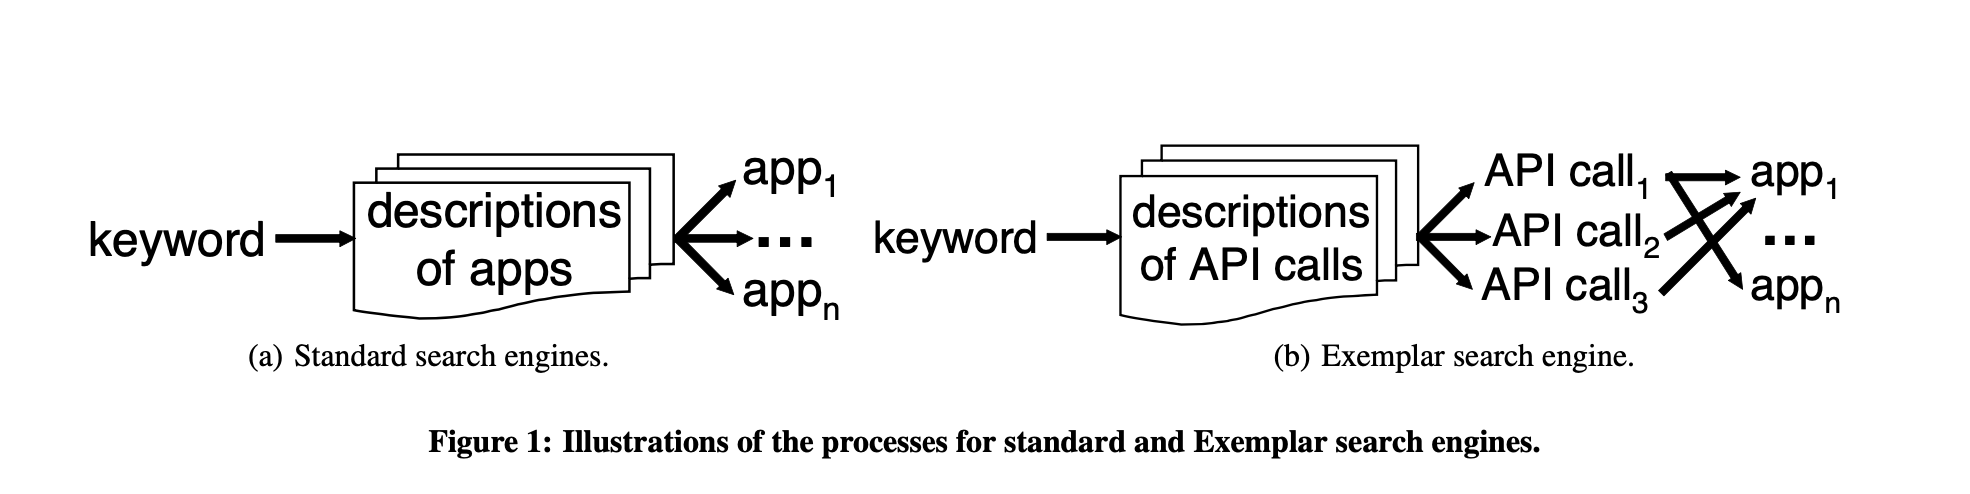 keyword
descriptions
of apps
app1
...
appn
(a) Standard search engines.
keyword
descriptions
of API calls
API call1
API call2
API call3
app1
...
appn
(b) Exemplar search engine.
Figure 1: Illustrations of the processes for standard and Exemplar search engines.